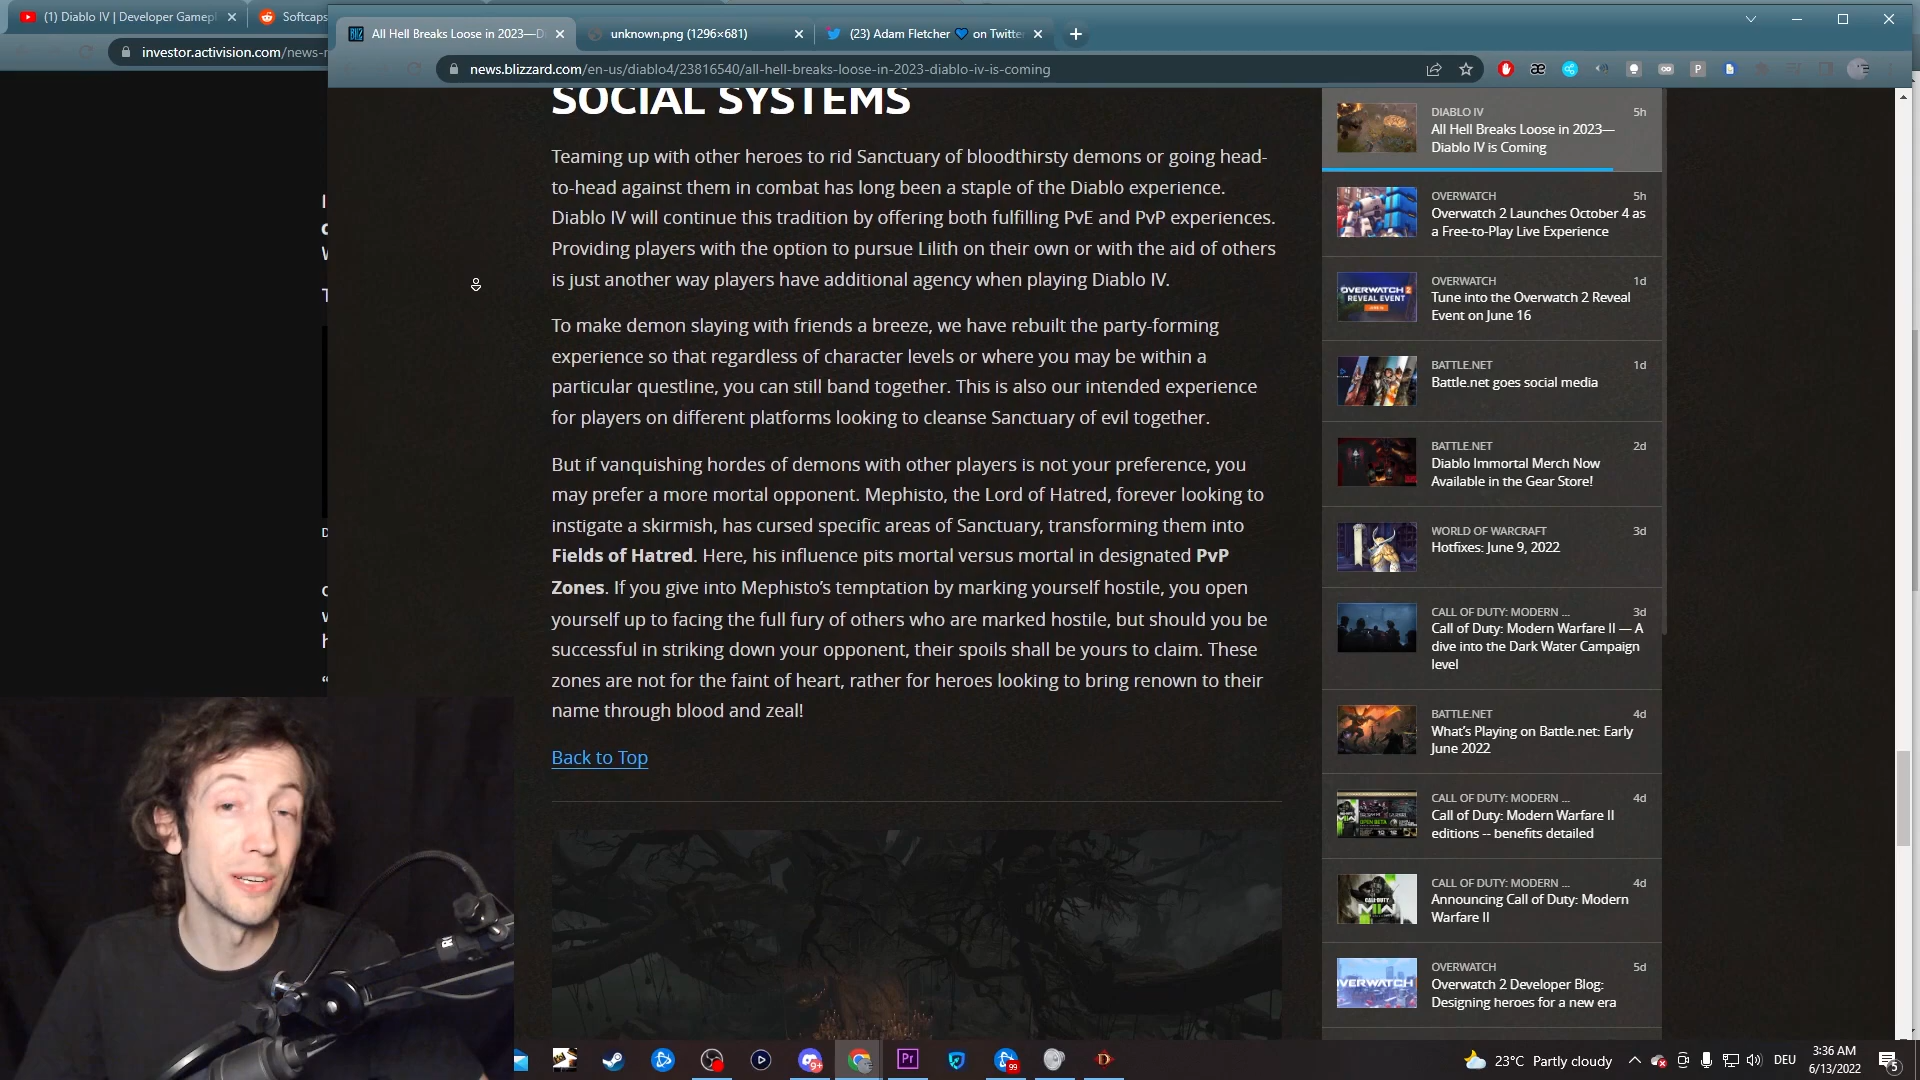 (1) Diablo IV | Developer Gamepl
Softcaps
investor.activision.com/news-r
All Hell Breaks Loose in 2023—D
unknown.png (1296×681)
(23) Adam Fletcher 💙 on Twitte
news.blizzard.com/en-us/diablo4/23816540/all-hell-breaks-loose-in-2023-diablo-iv-is-coming
SOCIAL SYSTEMS
Teaming up with other heroes to rid Sanctuary of bloodthirsty demons or going head-
to-head against them in combat has long been a staple of the Diablo experience.
Diablo IV will continue this tradition by offering both fulfilling PvE and PvP experiences.
Providing players with the option to pursue Lilith on their own or with the aid of others
is just another way players have additional agency when playing Diablo IV.
To make demon slaying with friends a breeze, we have rebuilt the party-forming
experience so that regardless of character levels or where you may be within a
particular questline, you can still band together. This is also our intended experience
for players on different platforms looking to cleanse Sanctuary of evil together.
But if vanquishing hordes of demons with other players is not your preference, you
may prefer a more mortal opponent. Mephisto, the Lord of Hatred, forever looking to
instigate a skirmish, has cursed specific areas of Sanctuary, transforming them into
Fields of Hatred. Here, his influence pits mortal versus mortal in designated PvP
Zones. If you give into Mephisto’s temptation by marking yourself hostile, you open
yourself up to facing the full fury of others who are marked hostile, but should you be
successful in striking down your opponent, their spoils shall be yours to claim. These
zones are not for the faint of heart, rather for heroes looking to bring renown to their
name through blood and zeal!
Back to Top
DIABLO IV 5h
All Hell Breaks Loose in 2023—
Diablo IV is Coming
OVERWATCH 5h
Overwatch 2 Launches October 4 as
a Free-to-Play Live Experience
OVERWATCH 2
REVEAL EVENT
OVERWATCH 1d
Tune into the Overwatch 2 Reveal
Event on June 16
BATTLE.NET 1d
Battle.net goes social media
BATTLE.NET 2d
Diablo Immortal Merch Now
Available in the Gear Store!
WORLD OF WARCRAFT 3d
Hotfixes: June 9, 2022
CALL OF DUTY: MODERN ... 3d
Call of Duty: Modern Warfare II — A
dive into the Dark Water Campaign
level
BATTLE.NET 4d
What’s Playing on Battle.net: Early
June 2022
CALL OF DUTY: MODERN ... 4d
Call of Duty: Modern Warfare II
editions -- benefits detailed
CALL OF DUTY: MODERN ... 4d
Announcing Call of Duty: Modern
Warfare II
OVERWATCH 5d
Overwatch 2 Developer Blog:
Designing heroes for a new era
23°C Partly cloudy
DEU
3:36 AM
6/13/2022